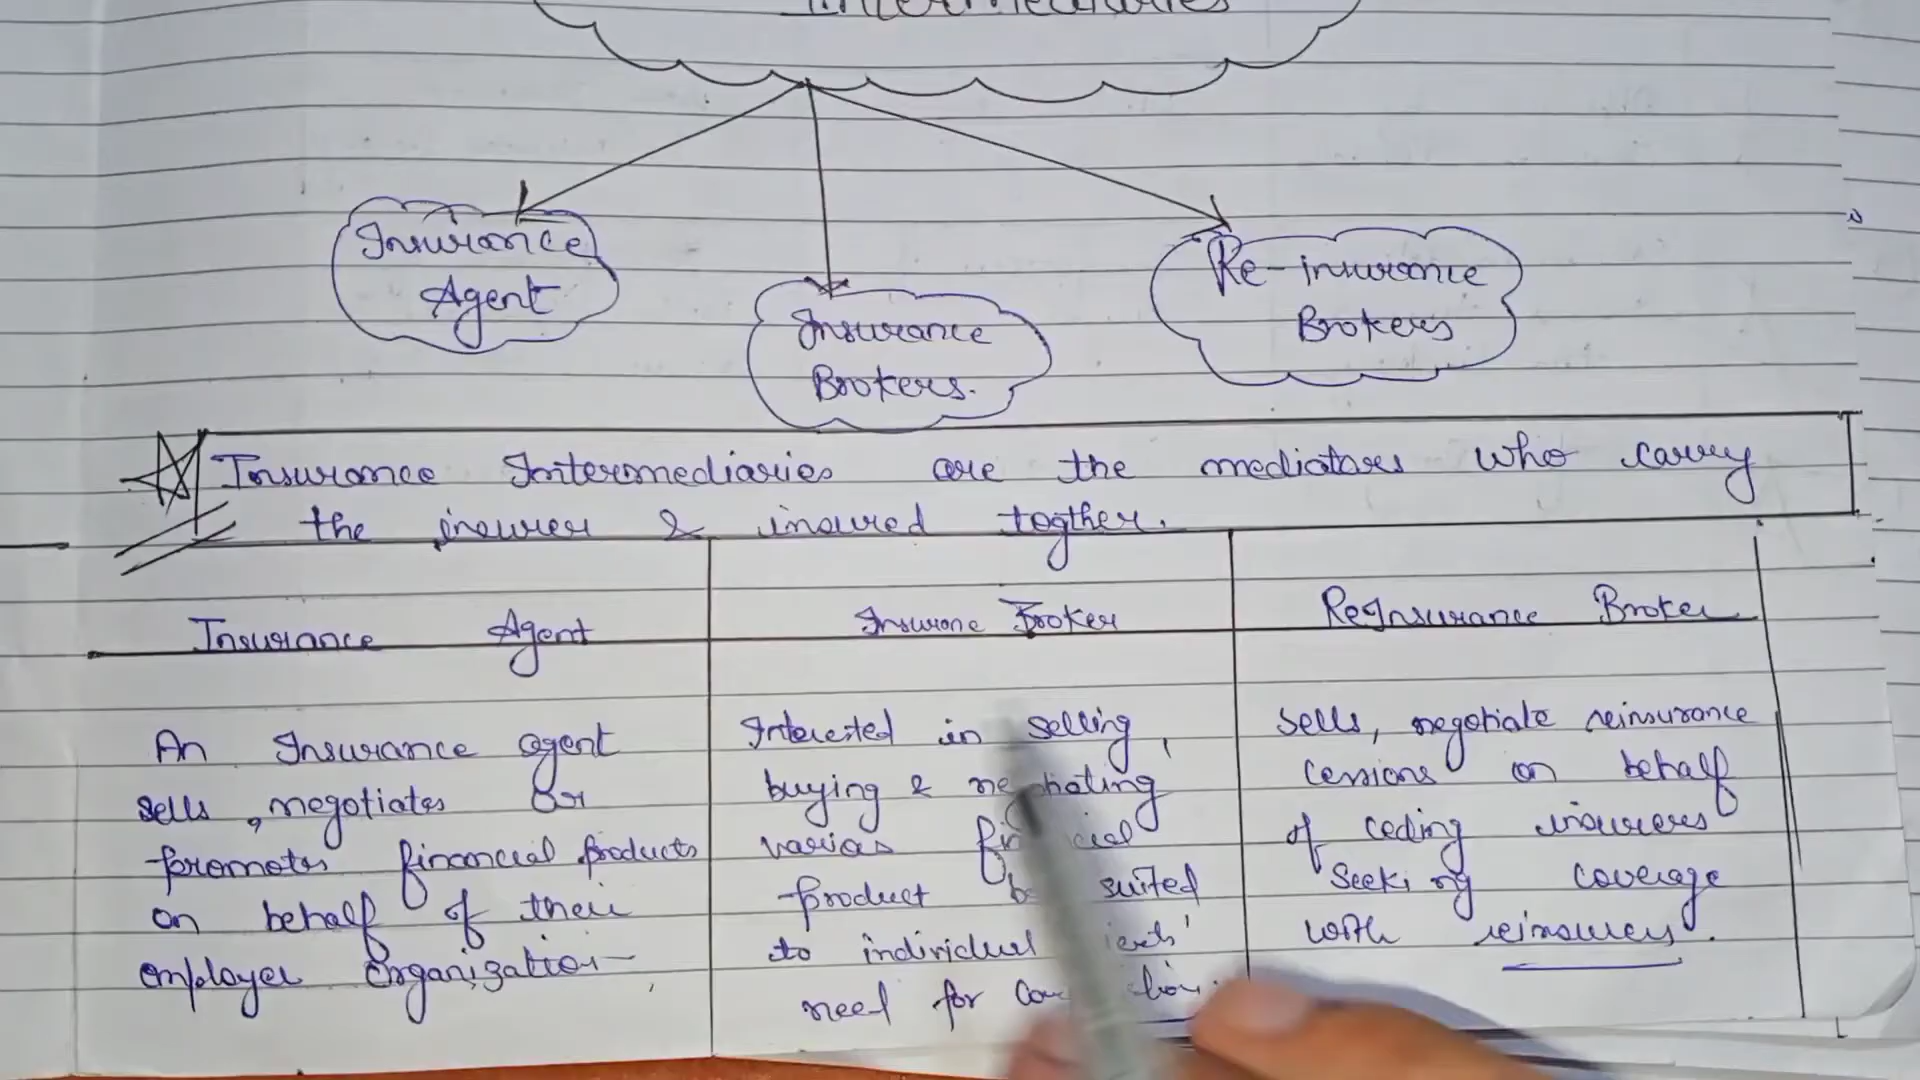 Intermediaries
Insurance
Agent
Insurance
Brokers.
Re-insurance
Brokers
Insurance Intermediaries are the mediators who carry
the insurer & insured togther.
Insurance Agent
An Insurance agent
sells, negotiates or
promotes financial products
on behalf of their
employer Organization
Insurane Broker
Interested in selling,
buying & negotiating
varios
product suited
to individual
need for
ReInsurance Broker
sells, negotiate reinsurance
cessions on behalf
of ceding insurers
seeking coverage
with reinsurers.